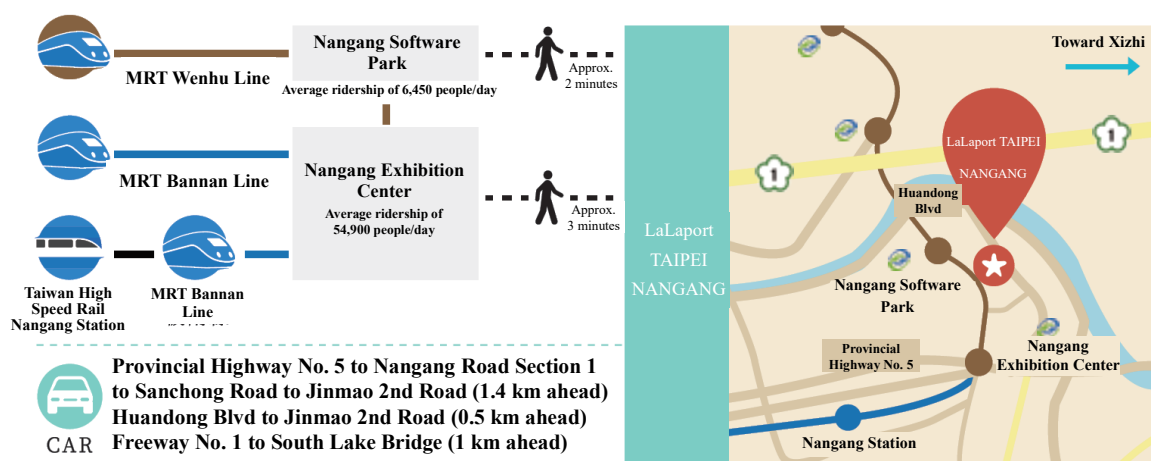 MRT Wenhu Line
Nangang Software
Park
Average ridership of 6,450 people/day
Approx.
2 minutes
MRT Bannan Line
Nangang Exhibition
Center
Average ridership of
54,900 people/day
Approx.
3 minutes
Taiwan High
Speed Rail
Nangang Station
MRT Bannan
Line
LaLaport
TAIPEI
NANGANG
CAR
Provincial Highway No. 5 to Nangang Road Section 1
to Sanchong Road to Jinmao 2nd Road (1.4 km ahead)
Huandong Blvd to Jinmao 2nd Road (0.5 km ahead)
Freeway No. 1 to South Lake Bridge (1 km ahead)
Toward Xizhi
1
1
LaLaport TAIPEI
NANGANG
Huandong
Blvd
Nangang Software
Park
Provincial
Highway No. 5
Nangang
Exhibition Center
Nangang Station